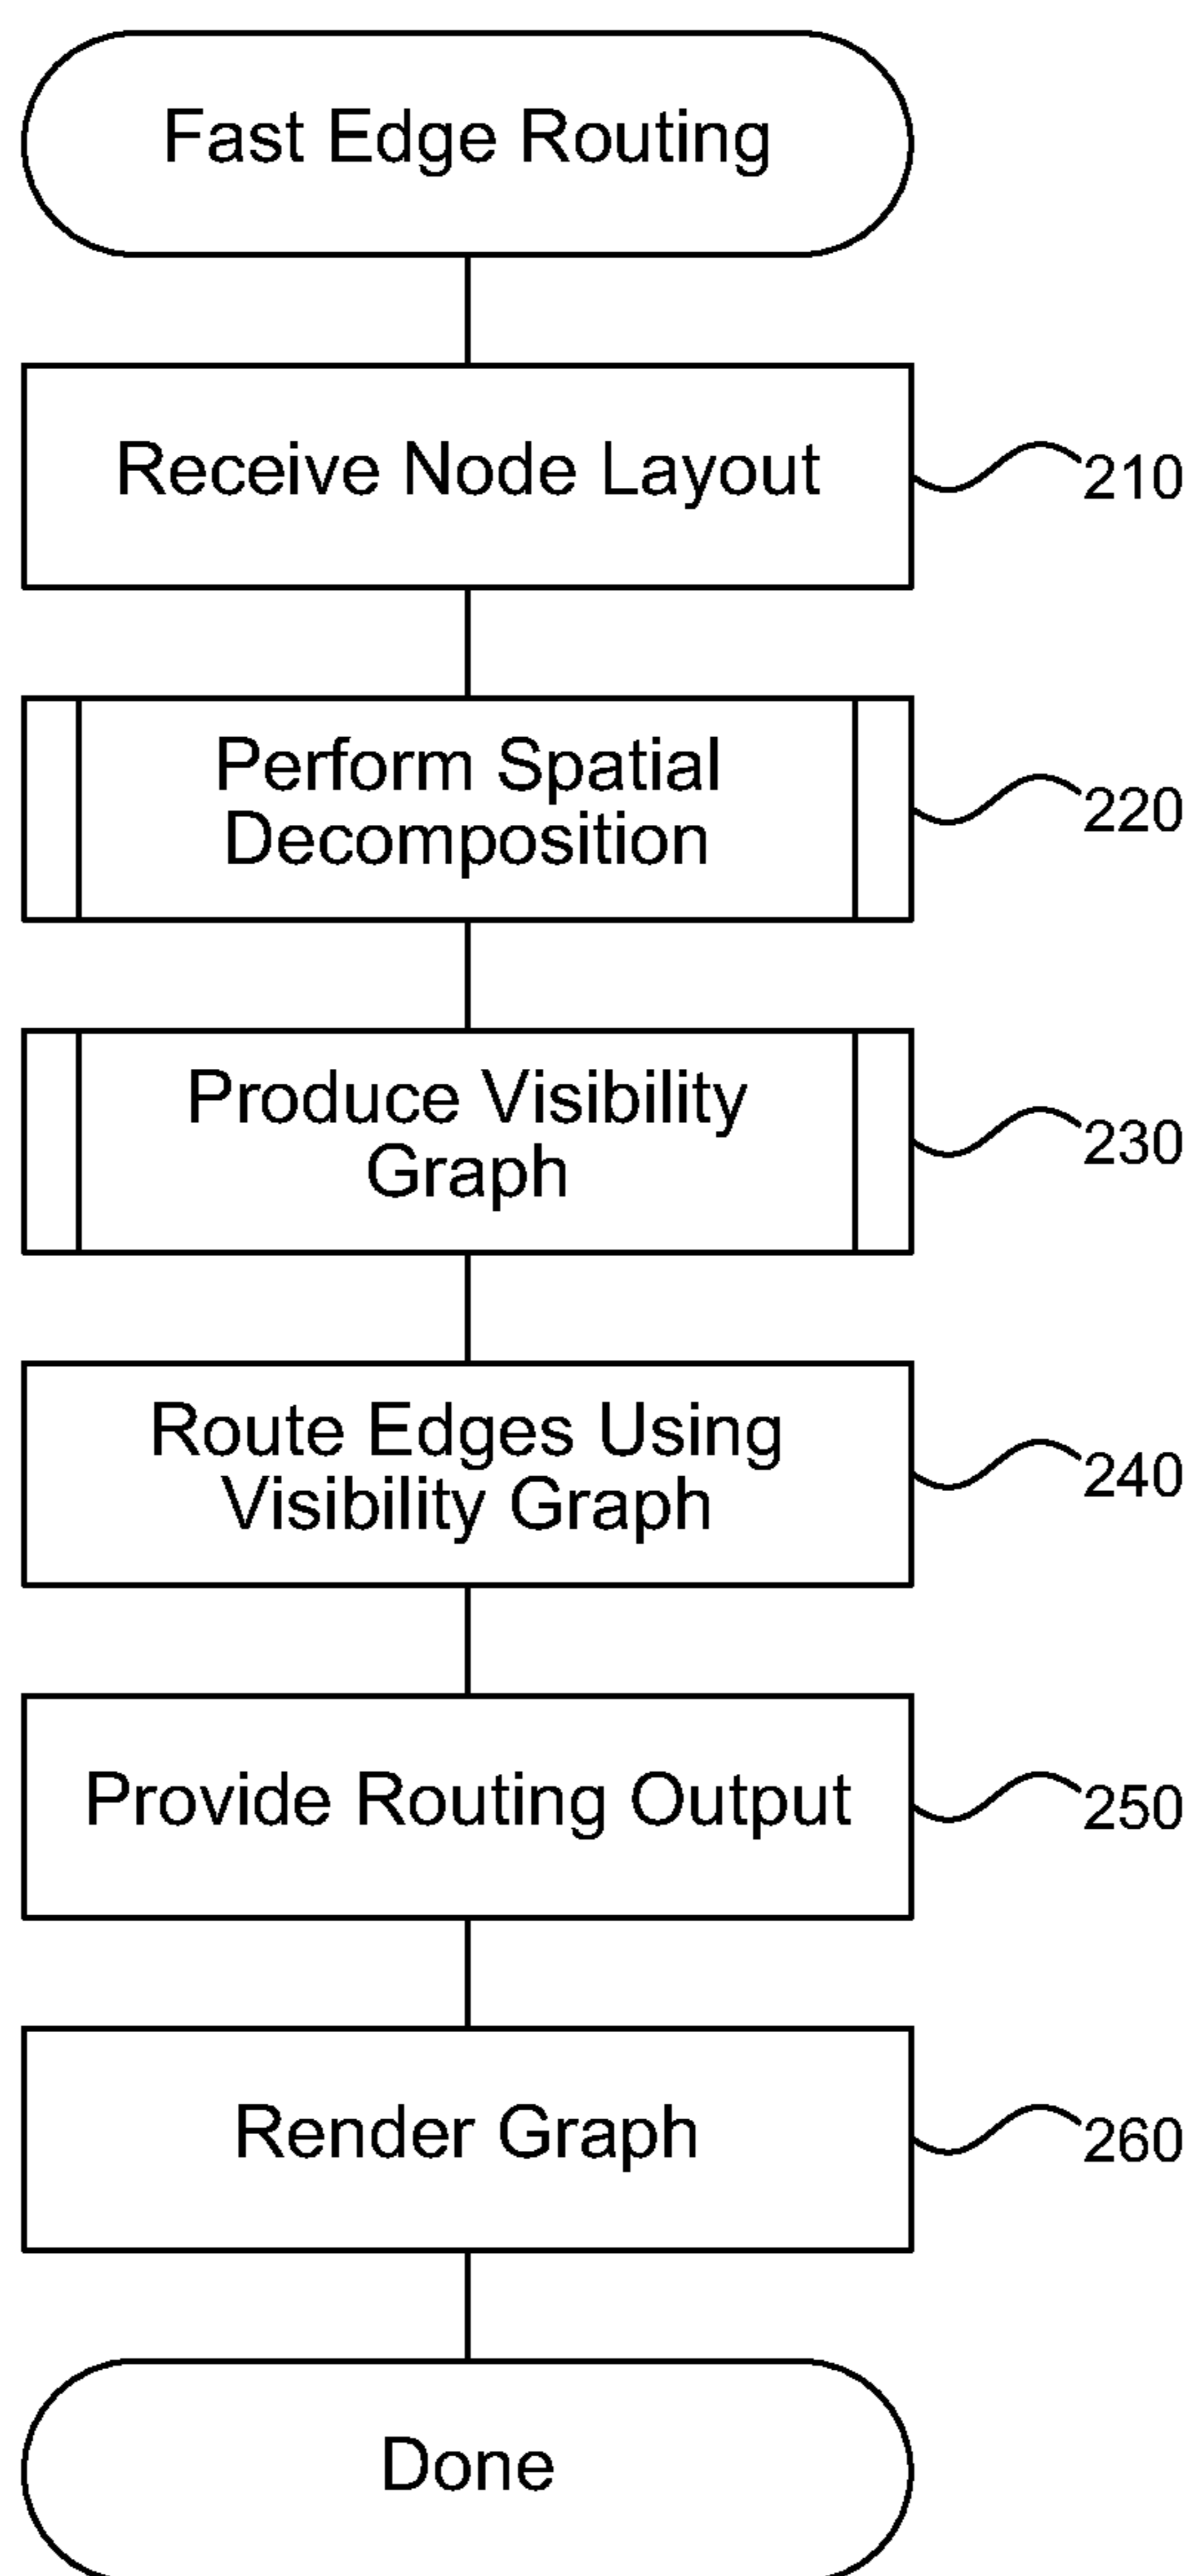 Fast Edge Routing
Receive Node Layout
210
Perform Spatial
Decomposition
220
Produce Visibility
Graph
230
Route Edges Using
Visibility Graph
240
Provide Routing Output
250
Render Graph
260
Done